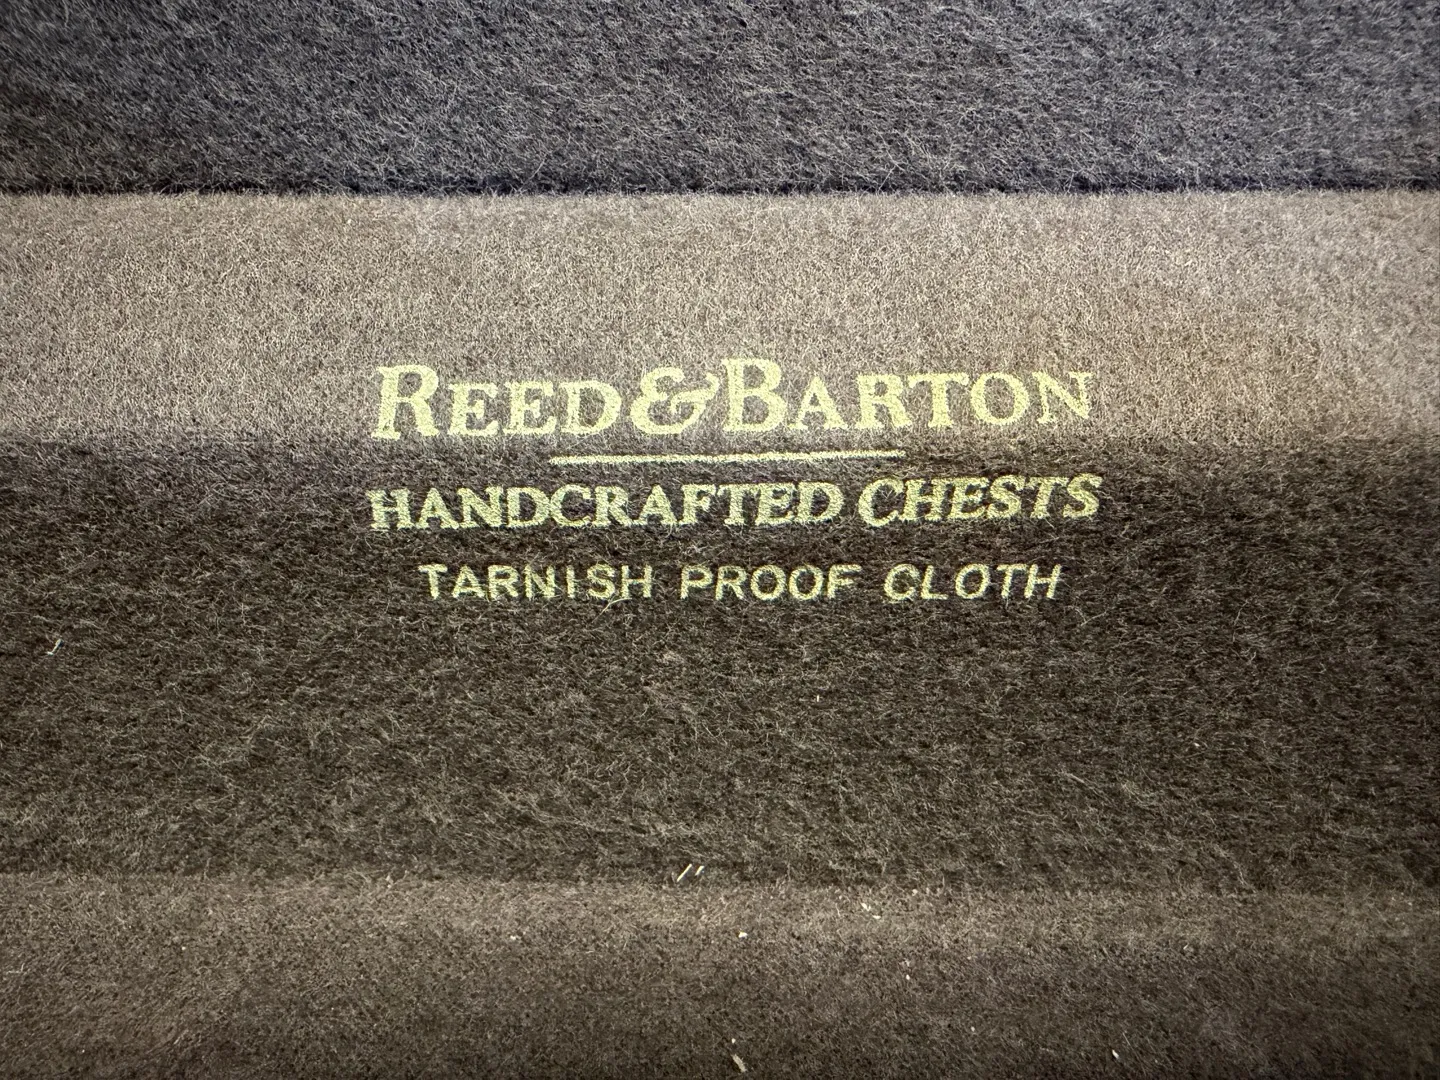 REED & BARTON
HANDCRAFTED CHESTS
TARNISH PROOF CLOTH